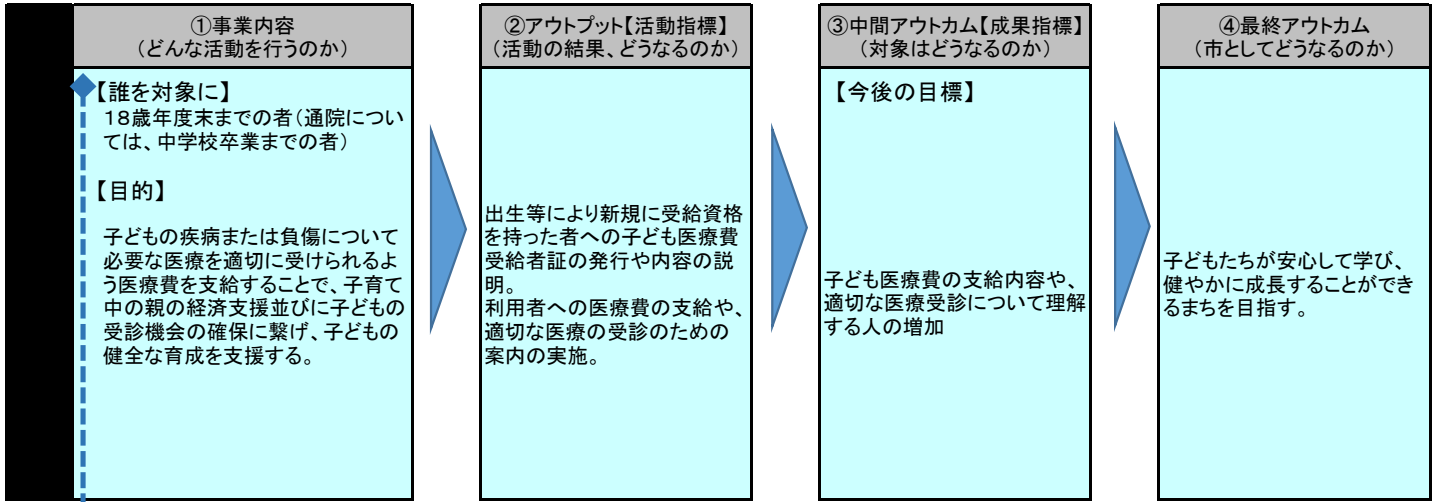 ①事業内容
（どんな活動を行うのか）
【誰を対象に】
１８歳年度末までの者（通院につい
ては、中学校卒業までの者）
【目的】
子どもの疾病または負傷について
必要な医療を適切に受けられるよ
う医療費を支給することで、子育て
中の親の経済支援並びに子どもの
受診機会の確保に繋げ、子どもの
健全な育成を支援する。
②アウトプット【活動指標】
（活動の結果、どうなるのか）
出生等により新規に受給資格
を持った者への子ども医療費
受給者証の発行や内容の説
明。
利用者への医療費の支給や、
適切な医療の受診のための
案内の実施。
③中間アウトカム【成果指標】
（対象はどうなるのか）
【今後の目標】
子ども医療費の支給内容や、
適切な医療受診について理解
する人の増加
④最終アウトカム
（市としてどうなるのか）
子どもたちが安心して学び、
健やかに成長することができ
るまちを目指す。